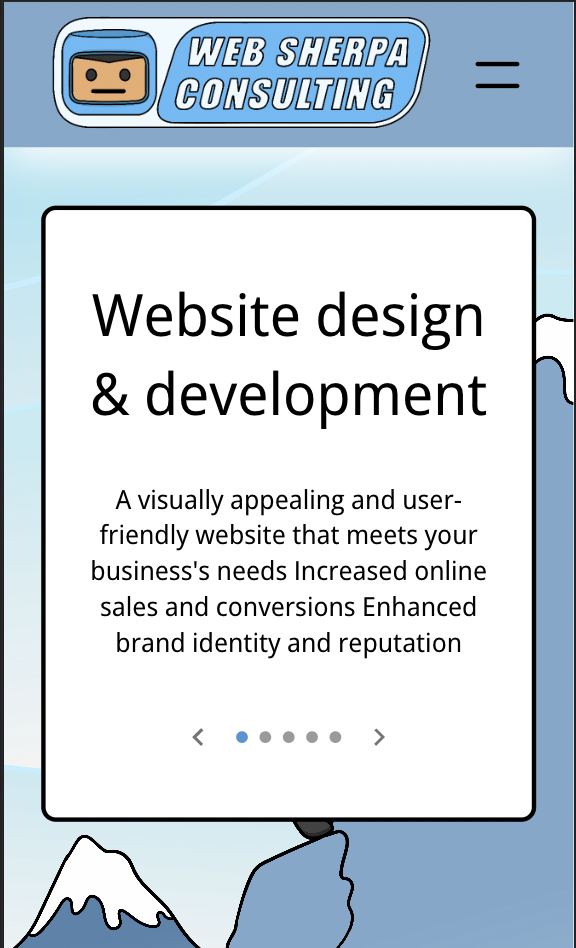 WEB SHERPA
CONSULTING
Website design
& development
A visually appealing and user-
friendly website that meets your
business's needs Increased online
sales and conversions Enhanced
brand identity and reputation